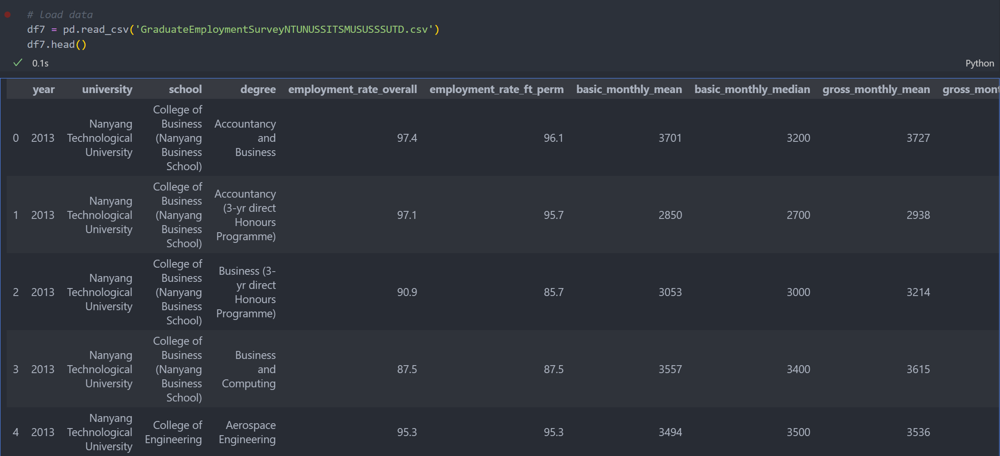 # load data
df7 = pd.read_csv('GraduateEmploymentSurveyNTUNUSSITSMUSUSSSUTD.csv')
df7.head()
0.1s
Python
year university school degree employment_rate_overall employment_rate_ft_perm basic_monthly_mean basic_monthly_median gross_monthly_mean gross_mont
0 2013 Nanyang Technological University College of Business (Nanyang Business School) Accountancy and Business 97.4 96.1 3701 3200 3727
1 2013 Nanyang Technological University College of Business (Nanyang Business School) Accountancy (3-yr direct Honours Programme) 97.1 95.7 2850 2700 2938
2 2013 Nanyang Technological University College of Business (Nanyang Business School) Business (3-yr direct Honours Programme) 90.9 85.7 3053 3000 3214
3 2013 Nanyang Technological University College of Business (Nanyang Business School) Business and Computing 87.5 87.5 3557 3400 3615
4 2013 Nanyang Technological University College of Engineering Aerospace Engineering 95.3 95.3 3494 3500 3536